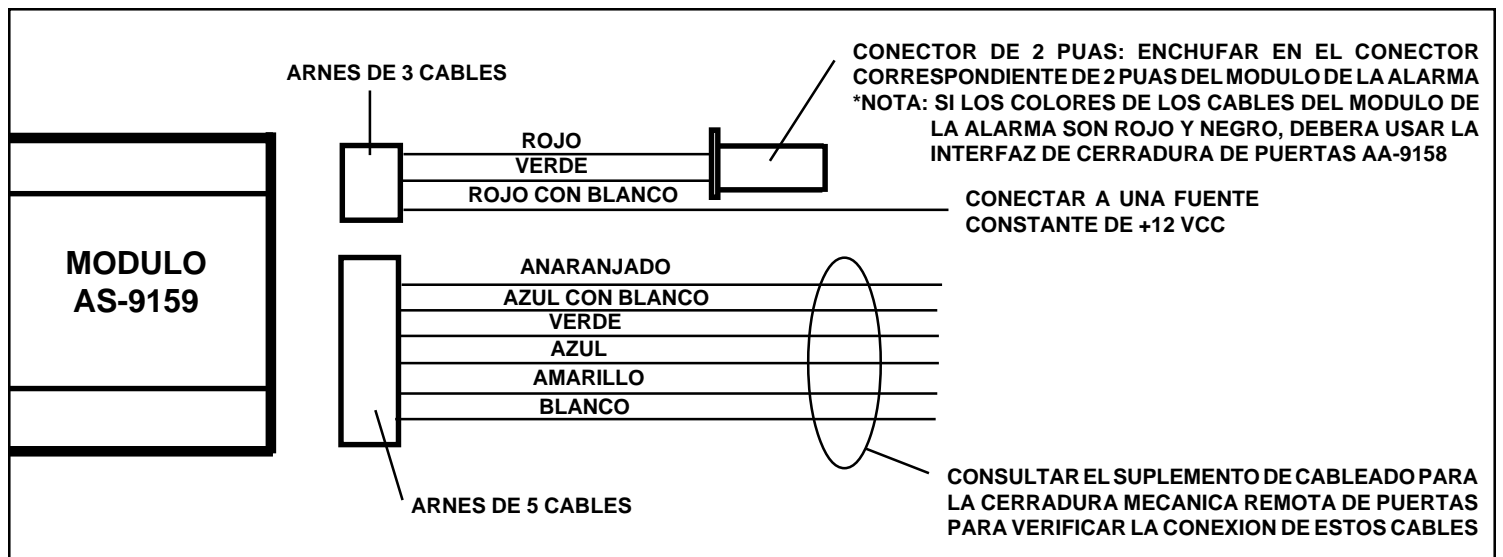 CONECTOR DE 2 PUAS: ENCHUFAR EN EL CONECTOR
CORRESPONDIENTE DE 2 PUAS DEL MODULO DE LA ALARMA
*NOTA: SI LOS COLORES DE LOS CABLES DEL MODULO DE
LA ALARMA SON ROJO Y NEGRO, DEBERA USAR LA
INTERFAZ DE CERRADURA DE PUERTAS AA-9158
ARNES DE 3 CABLES
ROJO
VERDE
ROJO CON BLANCO
CONECTAR A UNA FUENTE
CONSTANTE DE +12 VCC
MODULO
AS-9159
ANARANJADO
AZUL CON BLANCO
VERDE
AZUL
AMARILLO
BLANCO
ARNES DE 5 CABLES
CONSULTAR EL SUPLEMENTO DE CABLEADO PARA
LA CERRADURA MECANICA REMOTA DE PUERTAS
PARA VERIFICAR LA CONEXION DE ESTOS CABLES